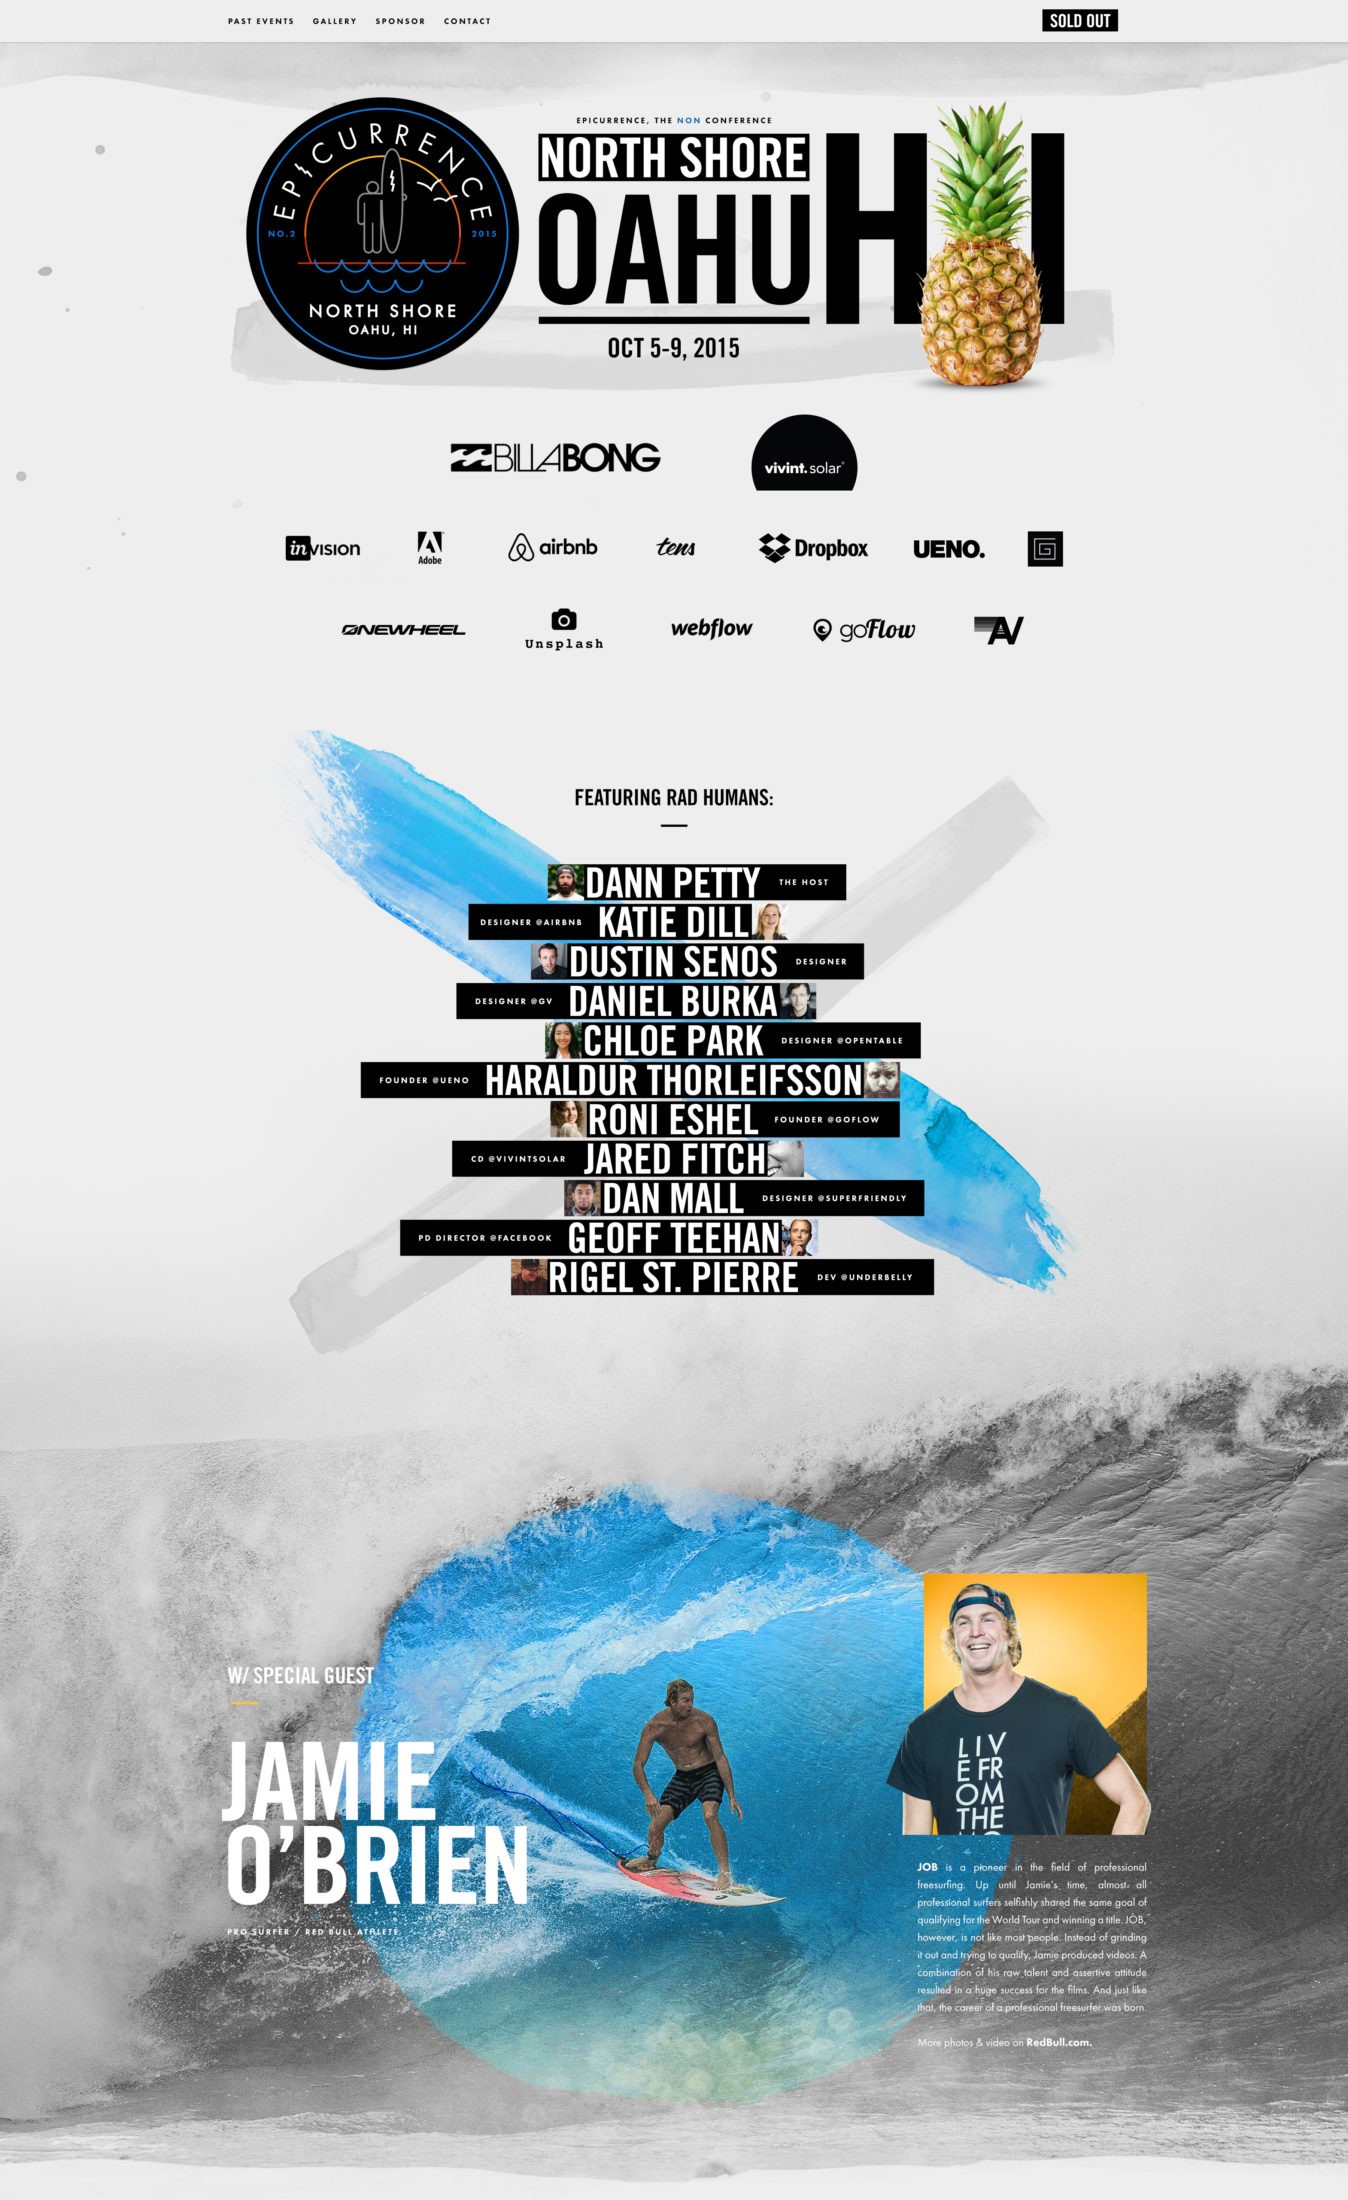 PAST EVENTS GALLERY SPONSOR CONTACT
SOLD OUT
EPICURRENCE
NO.2 2015
NORTH SHORE
OAHU, HI
EPICURRENCE, THE NON CONFERENCE
NORTH SHORE
OAHU
HI
OCT 5-9, 2015
BILLABONG
vivint.solar
inVISION
Adobe
airbnb
tens
Dropbox
UENO.
G
ONEWHEEL
Unsplash
webflow
goFlow
AV
FEATURING RAD HUMANS:
DANN PETTY THE HOST
DESIGNER @AIRBNB KATIE DILL
DUSTIN SENOS DESIGNER
DESIGNER @GV DANIEL BURKA
CHLOE PARK DESIGNER @OPENTABLE
FOUNDER @UENO HARALDUR THORLEIFSSON
RONI ESHEL FOUNDER @GOFLOW
CD @VIVINTSOLAR JARED FITCH
DAN MALL DESIGNER @SUPERFRIENDLY
PD DIRECTOR @FACEBOOK GEOFF TEEHAN
RIGEL ST. PIERRE DEV @UNDERBELLY
W/ SPECIAL GUEST
JAMIE
O'BRIEN
PRO SURFER / RED BULL ATHLETE
LIV
EFR
OM
THE
JOB is a pioneer in the field of professional
freesurfing. Up until Jamie's time, almost all
professional surfers selfishly shared the same goal of
qualifying for the World Tour and winning a title. JOB,
however, is not like most people. Instead of grinding
it out and trying to qualify, Jamie produced videos. A
combination of his raw talent and assertive attitude
resulted in a huge success for the films. And just like
that, the career of a professional freesurfer was born.
More photos & video on RedBull.com.